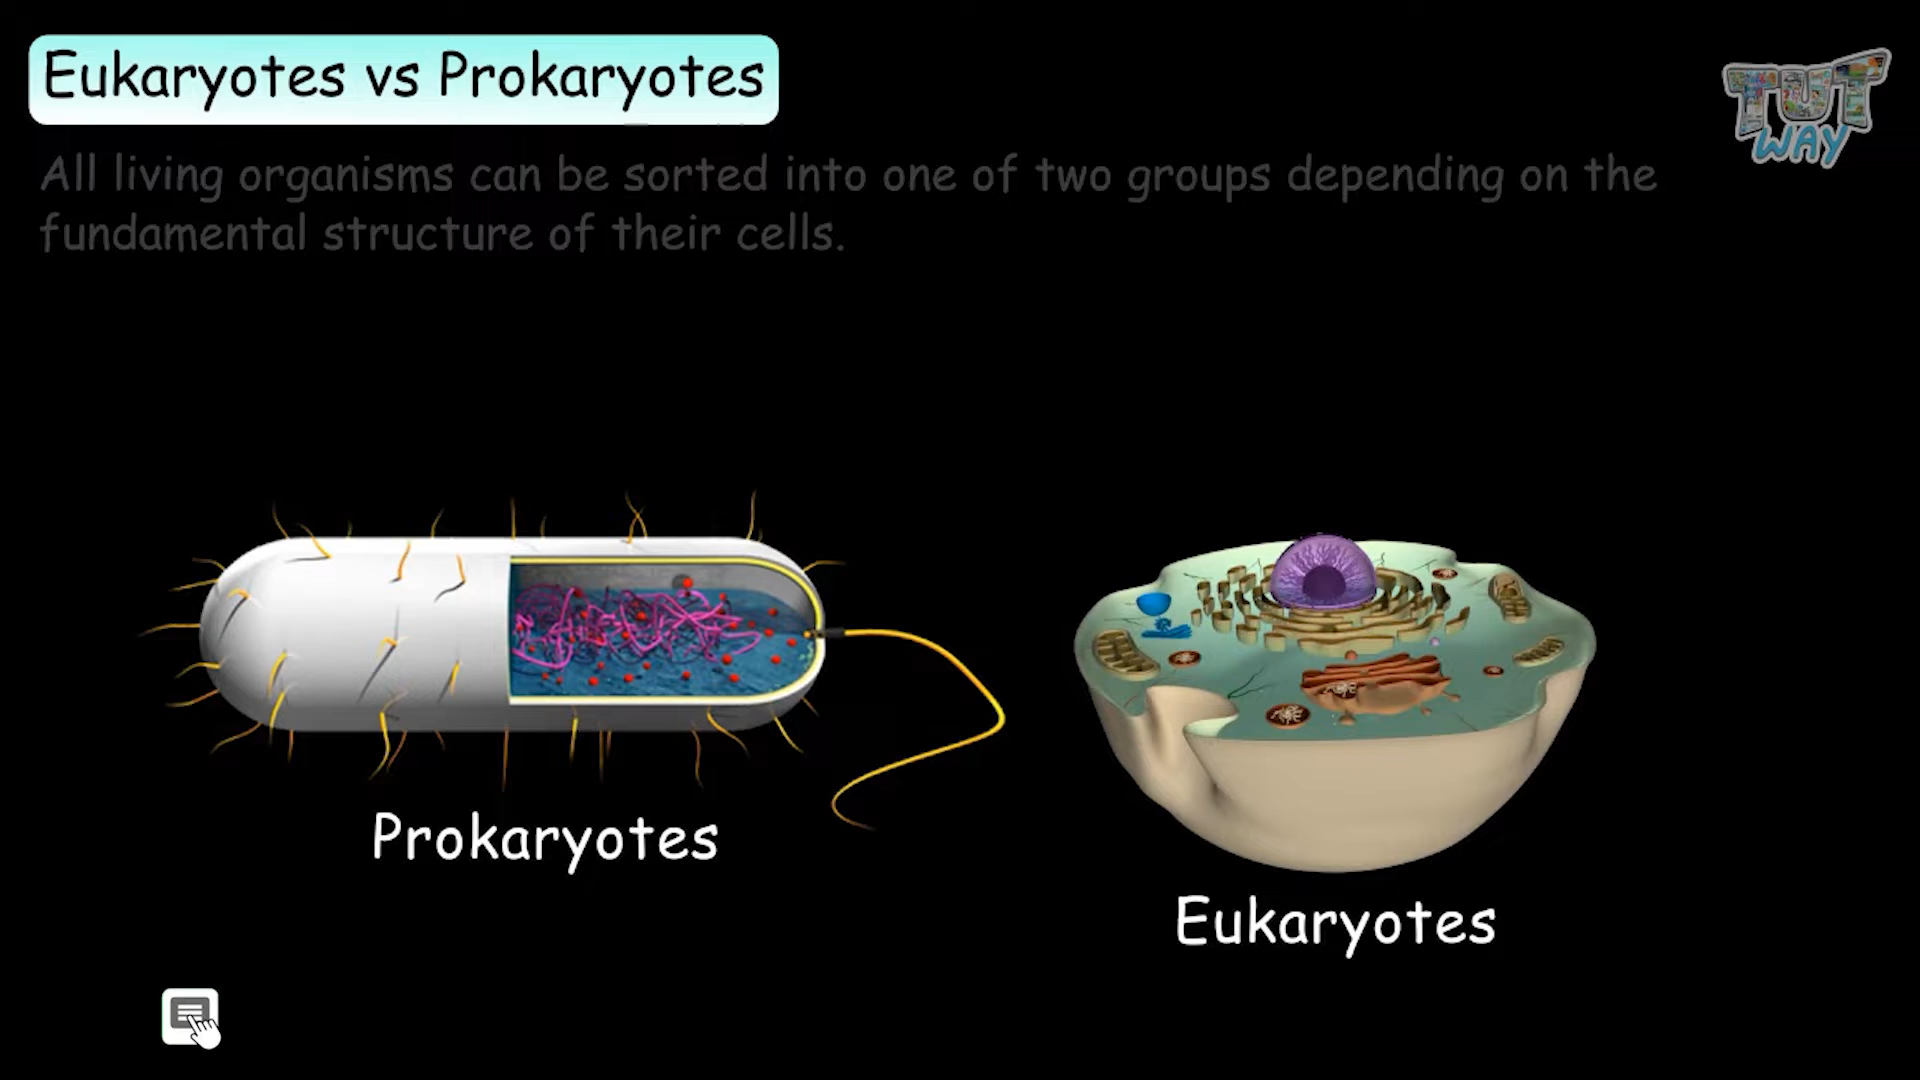 Eukaryotes vs Prokaryotes
TUT
WAY
All living organisms can be sorted into one of two groups depending on the
fundamental structure of their cells.
Prokaryotes
Eukaryotes